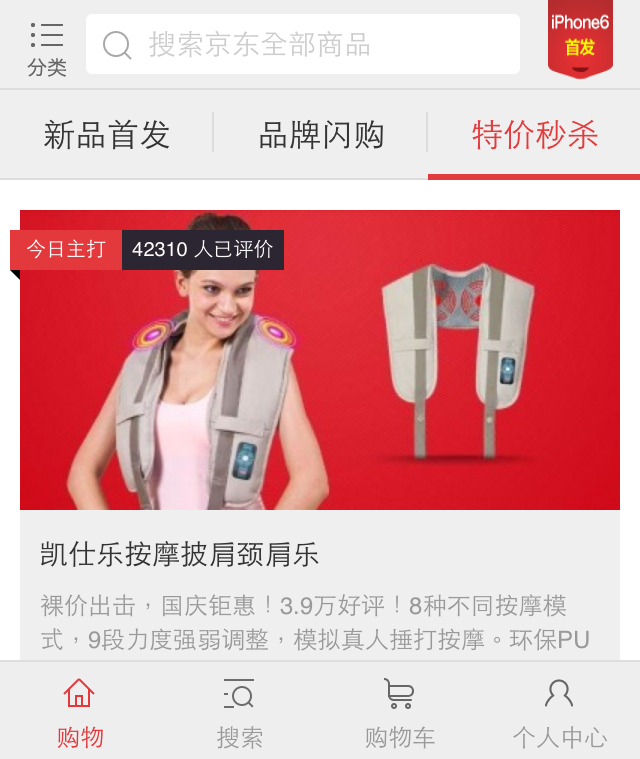 分类
搜索京东全部商品
iPhone6
首发
新品首发
品牌闪购
特价秒杀
今日主打
42310 人已评价
凯仕乐按摩披肩颈肩乐
裸价出击，国庆钜惠！3.9万好评！8种不同按摩模
式，9段力度强弱调整，模拟真人捶打按摩。环保PU
购物
搜索
购物车
个人中心